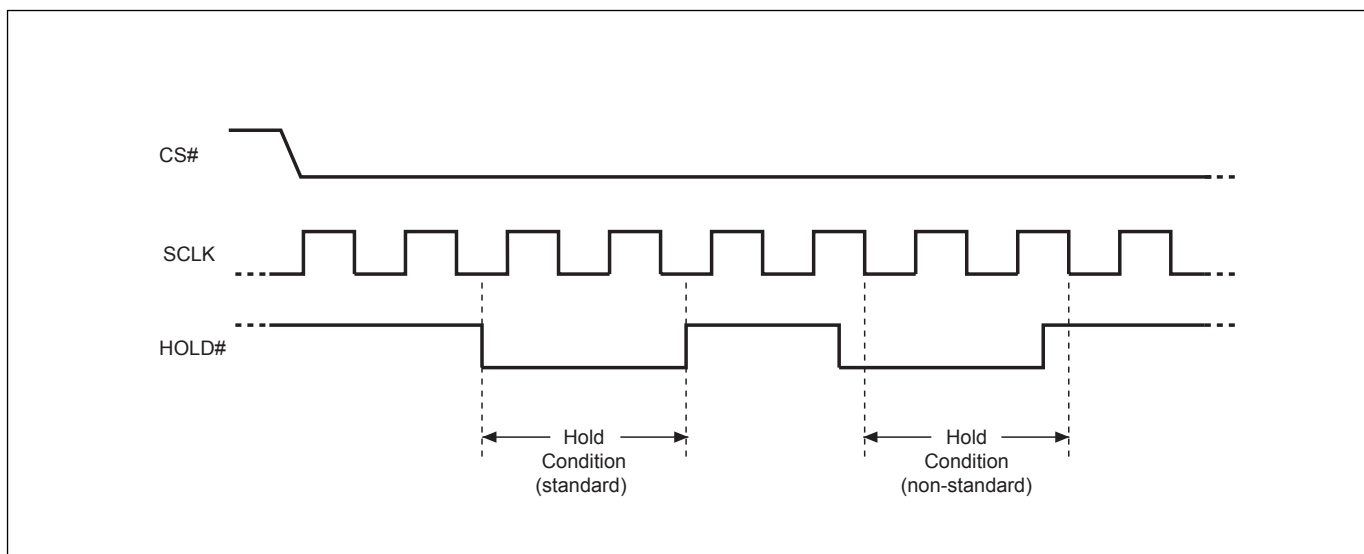 CS#
SCLK
HOLD#
Hold
Condition
(standard)
Hold
Condition
(non-standard)